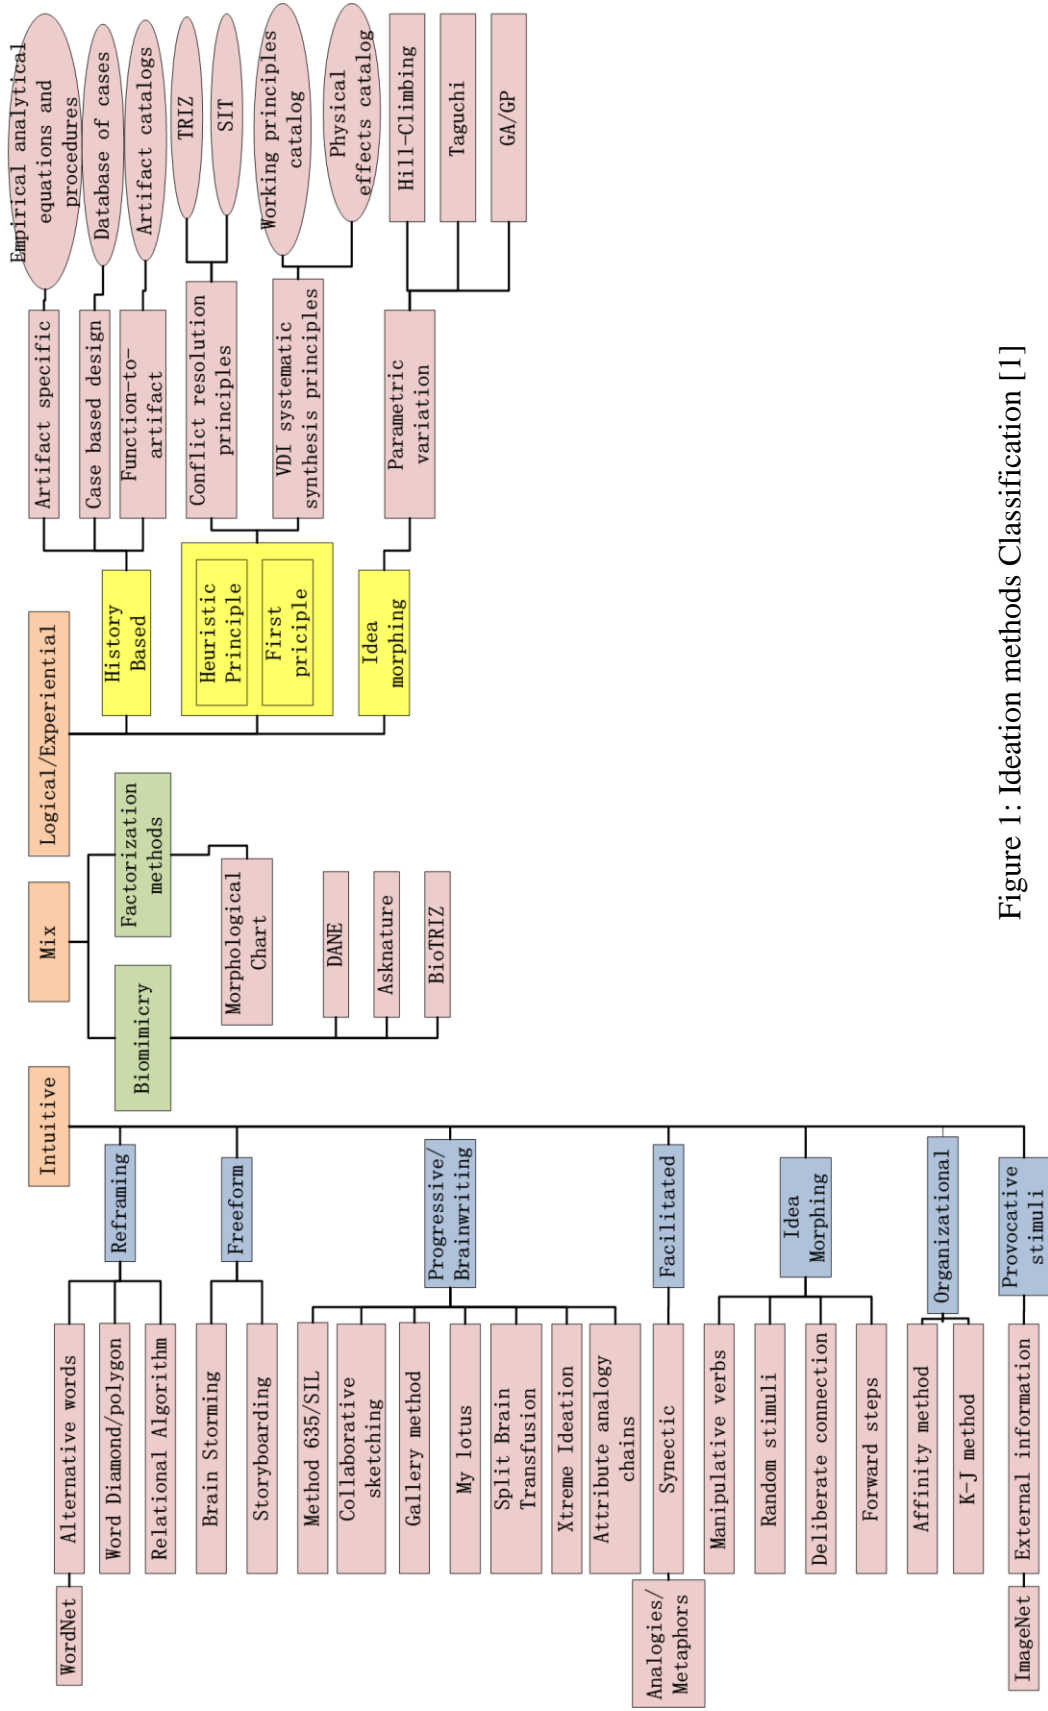 Intuitive
Mix
Logical/Experiential
WordNet
Alternative words
Word Diamond/polygon
Relational Algorithm
Reframing
Brain Storming
Storyboarding
Freeform
Method 635/SIL
Collaborative
sketching
Gallery method
My lotus
Split Brain
Transfusion
Xtreme Ideation
Attribute analogy
chains
Progressive/
Brainwriting
Analogies/
Metaphors
Synectic
Facilitated
Manipulative verbs
Random stimuli
Deliberate connection
Forward steps
Idea
Morphing
Affinity method
K-J method
Organizational
ImageNet
External information
Provocative
stimuli
Biomimicry
Factorization
methods
Morphological
Chart
DANE
Asknature
BioTRIZ
History
Based
Heuristic
Principle
First
priciple
Idea
morphing
Artifact specific
Case based design
Function-to-
artifact
Conflict resolution
principles
VDI systematic
synthesis principles
Parametric
variation
Empirical analytical
equations and
procedures
Database of cases
Artifact catalogs
TRIZ
SIT
Working principles
catalog
Physical
effects catalog
Hill-Climbing
Taguchi
GA/GP
Figure 1: Ideation methods Classification [1]